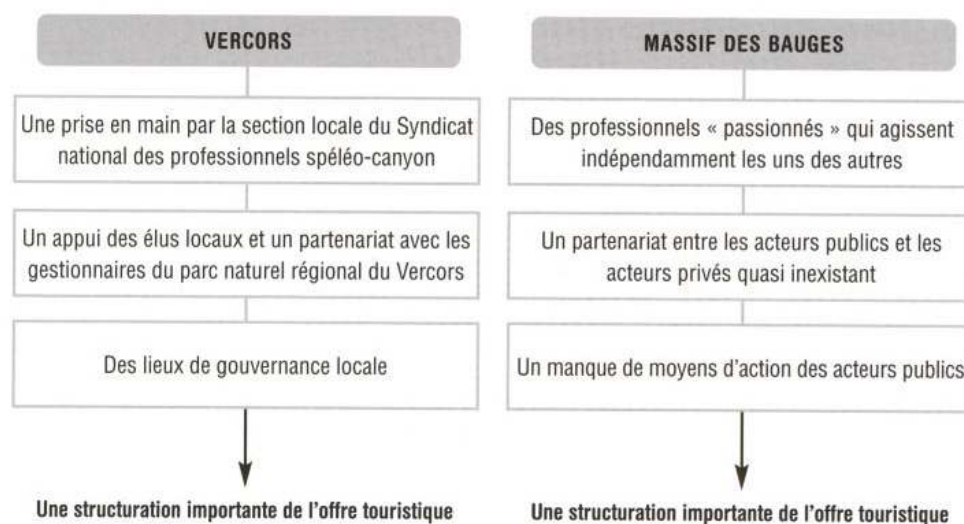 VERCORS
Une prise en main par la section locale du Syndicat
national des professionnels spéléo-canyon
Un appui des élus locaux et un partenariat avec les
gestionnaires du parc naturel régional du Vercors
Des lieux de gouvernance locale
Une structuration importante de l'offre touristique
MASSIF DES BAUGES
Des professionnels « passionnés » qui agissent
indépendamment les uns des autres
Un partenariat entre les acteurs publics et les
acteurs privés quasi inexistant
Un manque de moyens d'action des acteurs publics
Une structuration importante de l'offre touristique